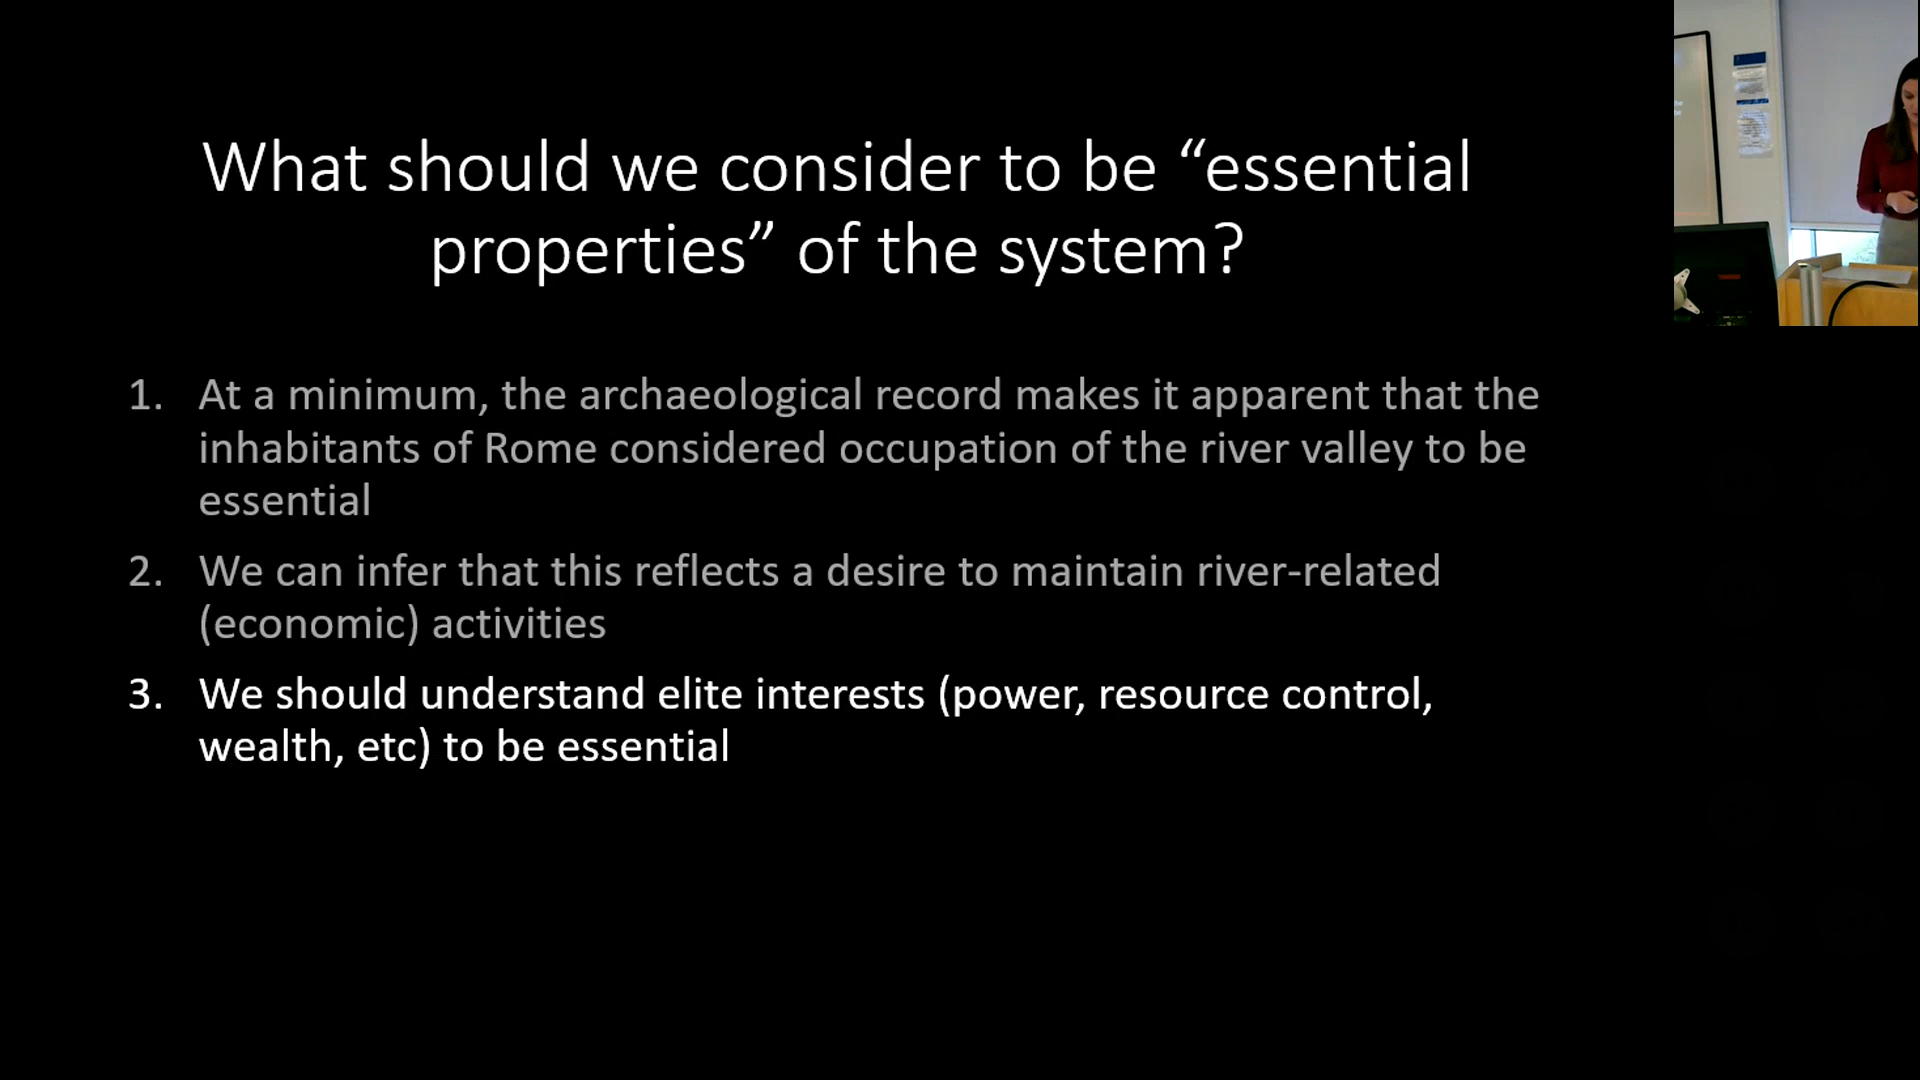 What should we consider to be “essential
properties” of the system?
1. At a minimum, the archaeological record makes it apparent that the
inhabitants of Rome considered occupation of the river valley to be
essential
2. We can infer that this reflects a desire to maintain river-related
(economic) activities
3. We should understand elite interests (power, resource control,
wealth, etc) to be essential